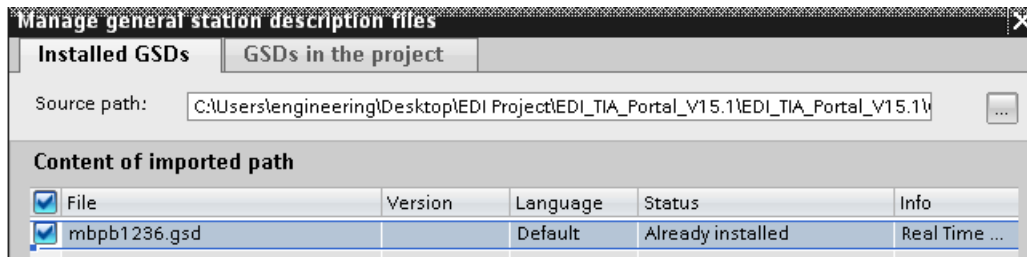 Manage general station description files
Installed GSDs GSDs in the project
Source path: C:\Users\engineering\Desktop\EDI Project\EDI_TIA_Portal_V15.1\EDI_TIA_Portal_V15.1\ ...
Content of imported path
File Version Language Status Info
mbpb1236.gsd Default Already installed Real Time ...